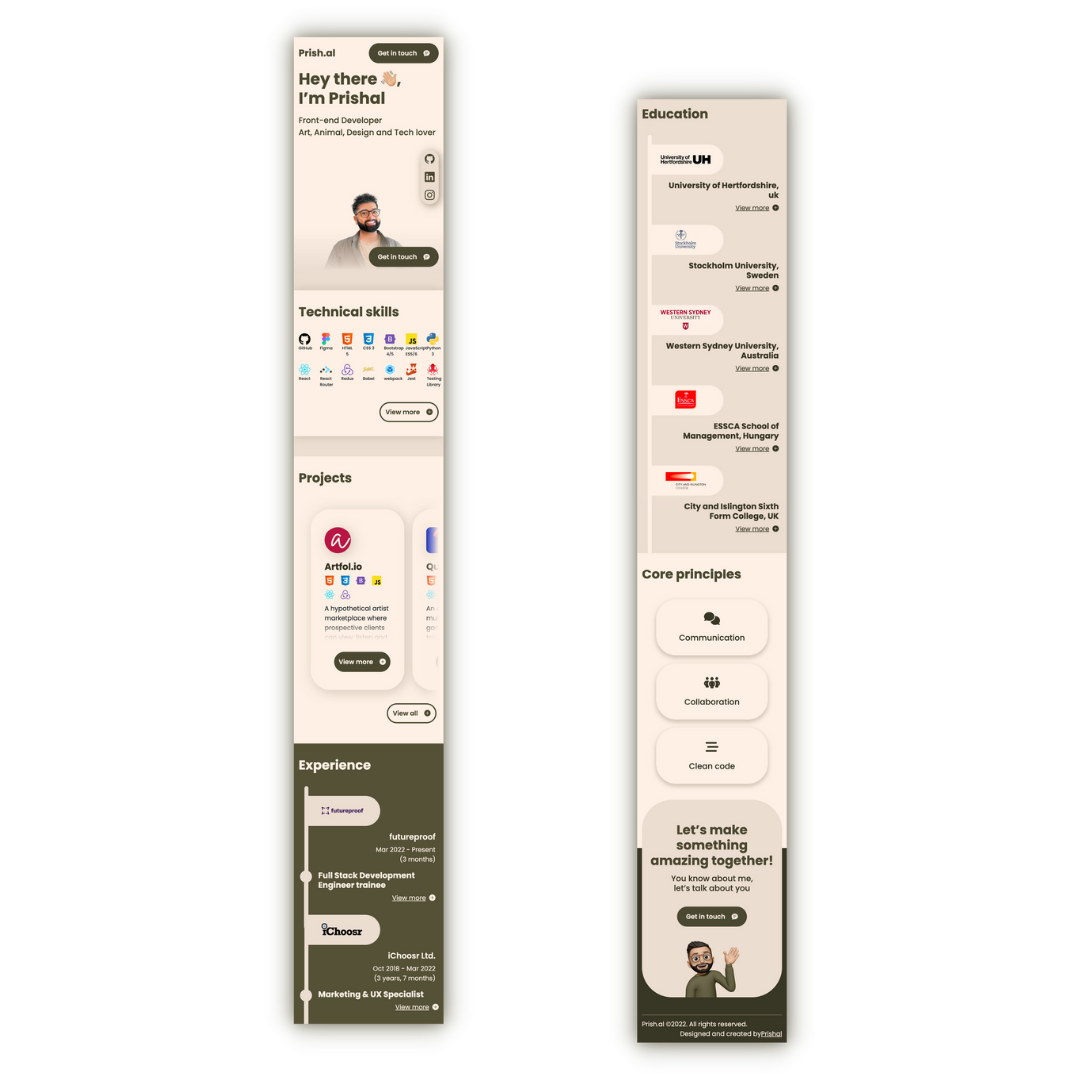 Prish.al
Get in touch
Hey there 👋🏼,
I'm Prishal
Front-end Developer
Art, Animal, Design and Tech lover
Get in touch
Technical skills
GitHub Figma HTML 5 CSS 3 Bootstrap 4/5 JavaScript ES5/6 Python 3
React React Router Redux Babel webpack Jest Testing Library
View more
Projects
a
Artfol.io
Qu
A hypothetical artist
marketplace where
prospective clients
An
mu
View more
View all
Experience
futureproof
futureproof
Mar 2022 - Present
(3 months)
Full Stack Development
Engineer trainee
View more
iChoosr
iChoosr Ltd.
Oct 2018 - Mar 2022
(3 years, 7 months)
Marketing & UX Specialist
View more
Education
University of
Hertfordshire UH
University of Hertfordshire,
uk
View more
Stockholm
University
Stockholm University,
Sweden
View more
WESTERN SYDNEY
UNIVERSITY
W
Western Sydney University,
Australia
View more
ESSCA
ESSCA School of
Management, Hungary
View more
CITY AND ISLINGTON
COLLEGE
City and Islington Sixth
Form College, UK
View more
Core principles
Communication
Collaboration
Clean code
Let's make
something
amazing together!
You know about me,
let's talk about you
Get in touch
Prish.al ©2022. All rights reserved.
Designed and created byPrishal